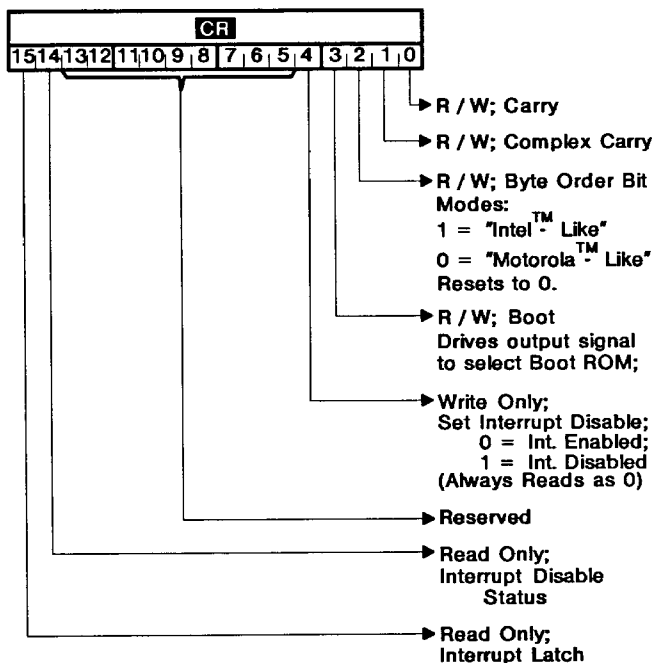 CR
15 14 13 12 11 10 9 8 7 6 5 4 3 2 1 0
R / W; Carry
R / W; Complex Carry
R / W; Byte Order Bit
Modes:
1 = "Intel™- Like"
0 = "Motorola™- Like"
Resets to 0.
R / W; Boot
Drives output signal
to select Boot ROM;
Write Only;
Set Interrupt Disable;
0 = Int. Enabled;
1 = Int. Disabled
(Always Reads as 0)
Reserved
Read Only;
Interrupt Disable
Status
Read Only;
Interrupt Latch